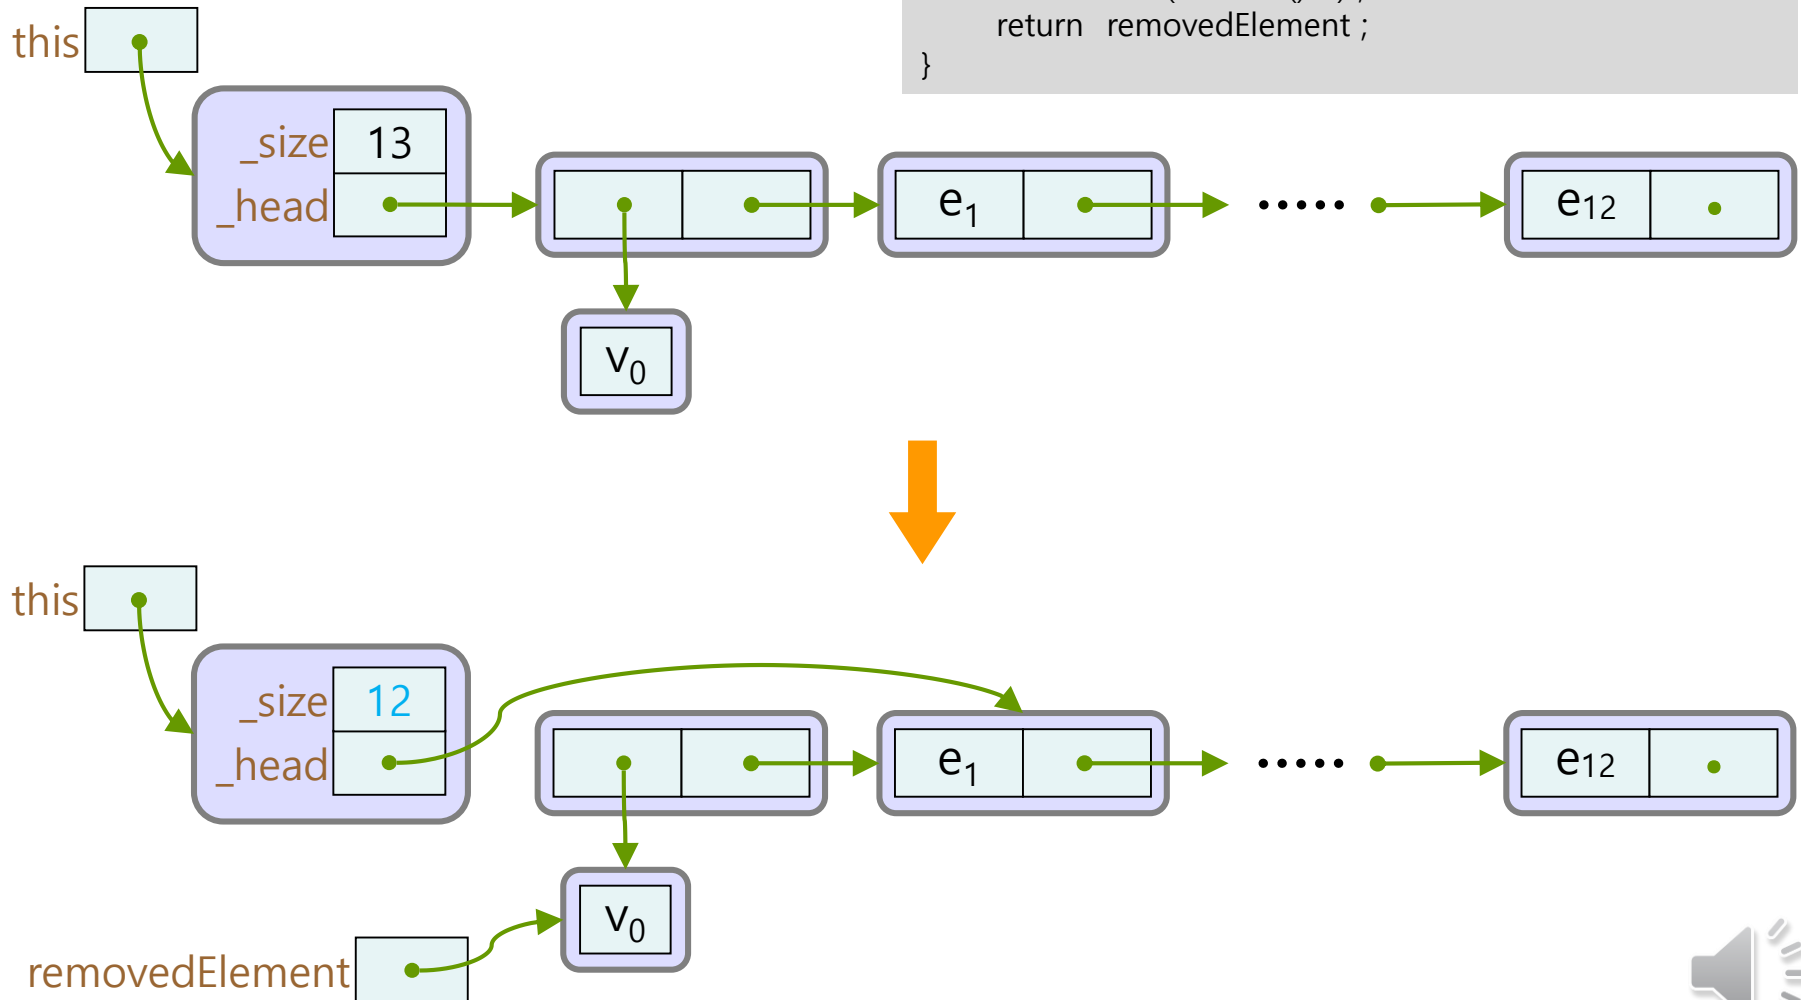 return removedElement ;
}
this
_size 13
_head
e1
.....
e12
v0
this
_size 12
_head
e1
.....
e12
v0
removedElement